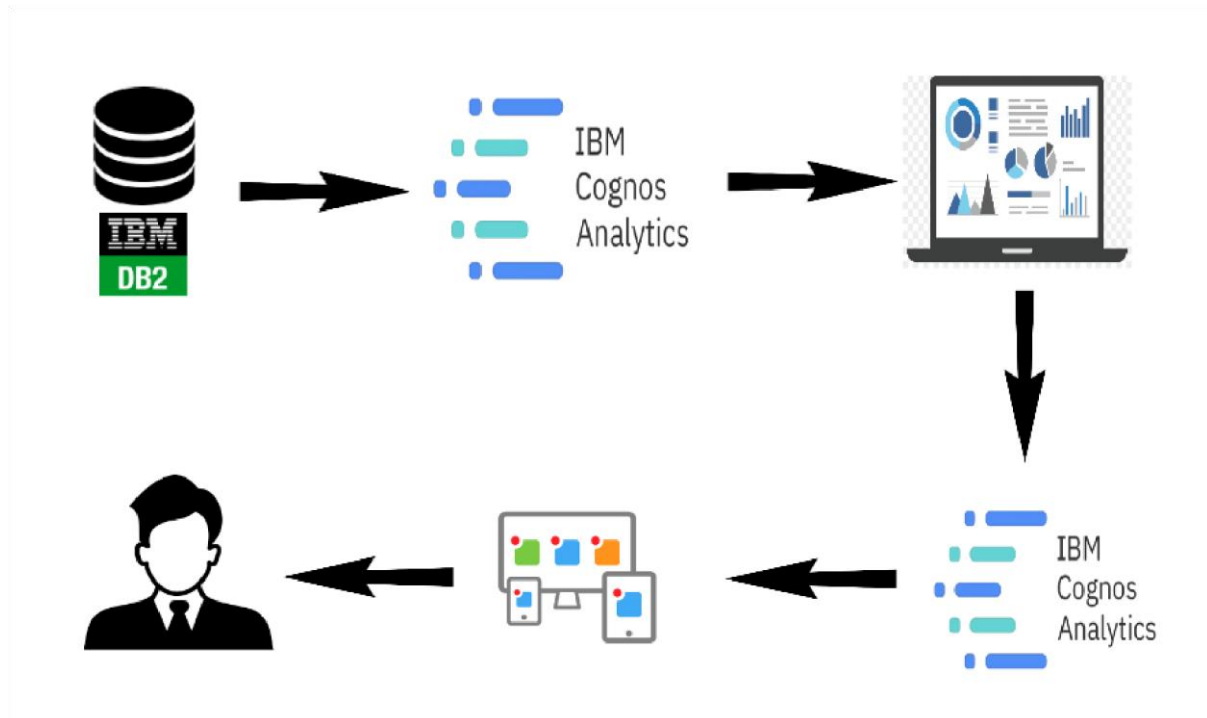 IBM
DB2
IBM
Cognos
Analytics
IBM
Cognos
Analytics